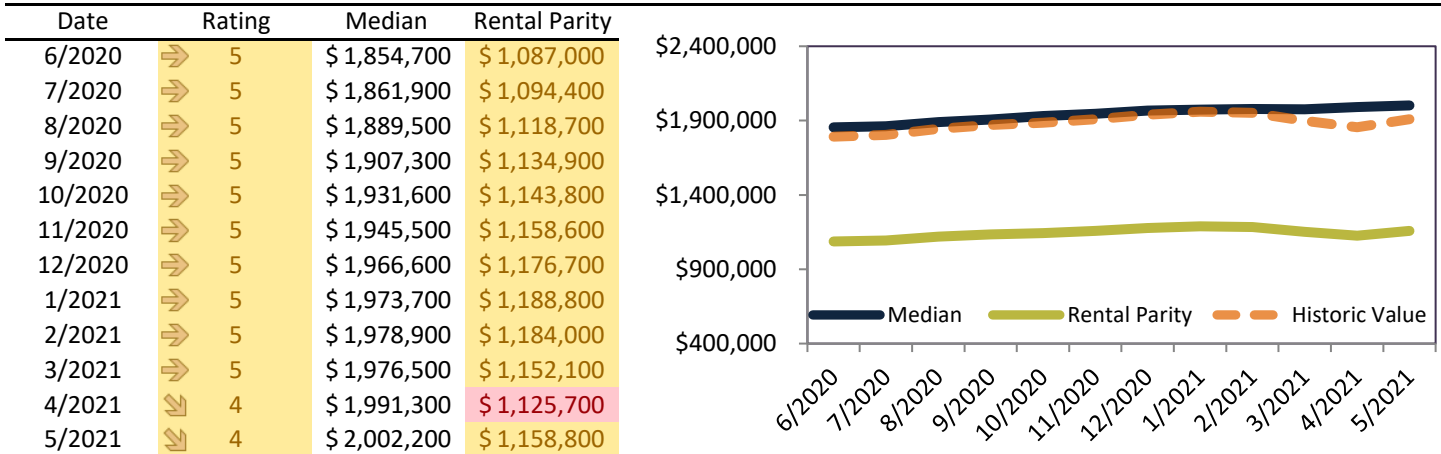 Date Rating Median Rental Parity
6/2020 5 $ 1,854,700 $ 1,087,000
7/2020 5 $ 1,861,900 $ 1,094,400
8/2020 5 $ 1,889,500 $ 1,118,700
9/2020 5 $ 1,907,300 $ 1,134,900
10/2020 5 $ 1,931,600 $ 1,143,800
11/2020 5 $ 1,945,500 $ 1,158,600
12/2020 5 $ 1,966,600 $ 1,176,700
1/2021 5 $ 1,973,700 $ 1,188,800
2/2021 5 $ 1,978,900 $ 1,184,000
3/2021 5 $ 1,976,500 $ 1,152,100
4/2021 4 $ 1,991,300 $ 1,125,700
5/2021 4 $ 2,002,200 $ 1,158,800
$2,400,000
$1,900,000
$1,400,000
$900,000
$400,000
Median Rental Parity Historic Value
6/2020 7/2020 8/2020 9/2020 10/2020 11/2020 12/2020 1/2021 2/2021 3/2021 4/2021 5/2021